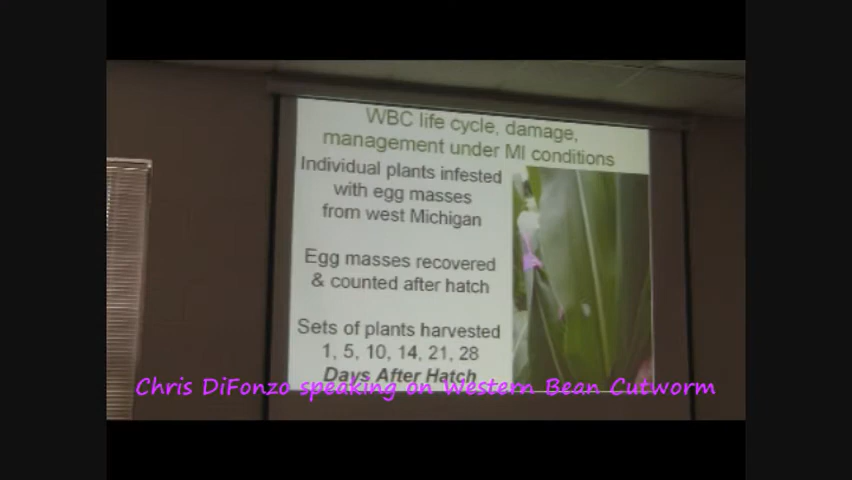 WBC life cycle, damage,
management under MI conditions
Individual plants infested
with egg masses
from west Michigan
Egg masses recovered
& counted after hatch
Sets of plants harvested
1, 5, 10, 14, 21, 28
Days After Hatch
Chris DiFonzo speaking on Western Bean Cutworm